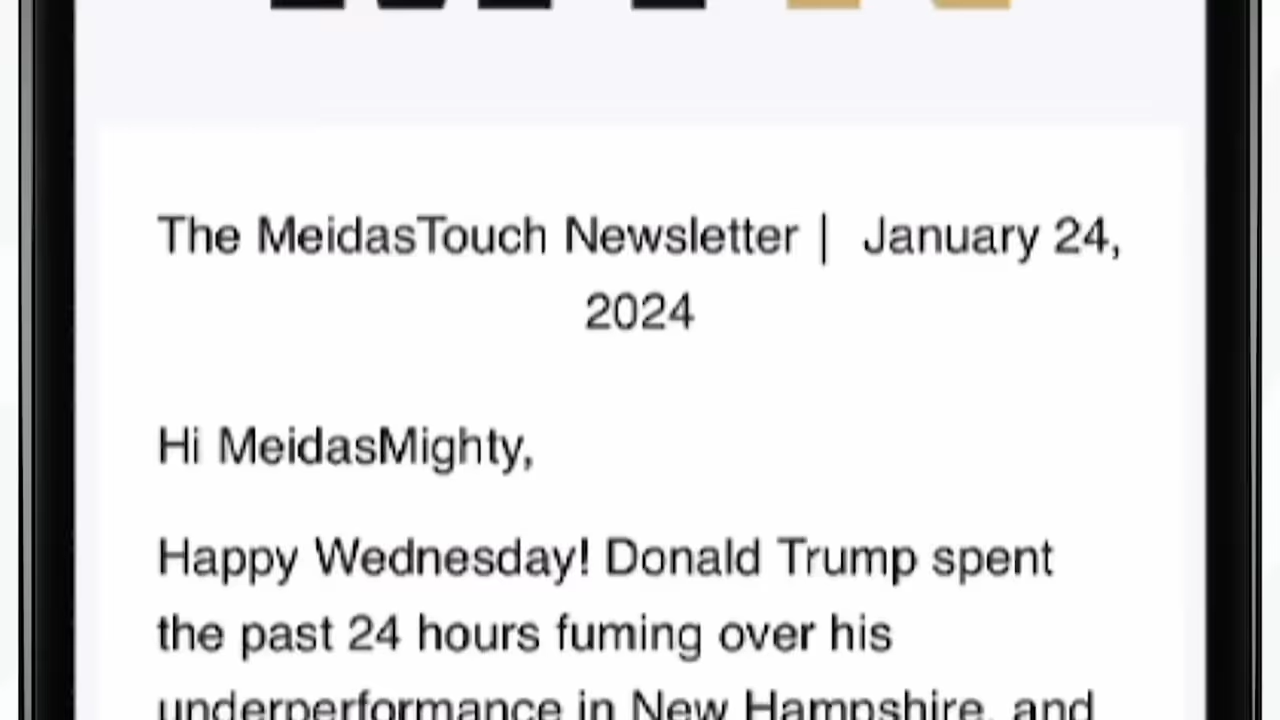 The MeidasTouch Newsletter | January 24,
2024
Hi MeidasMighty,
Happy Wednesday! Donald Trump spent
the past 24 hours fuming over his
underperformance in New Hampshire, and